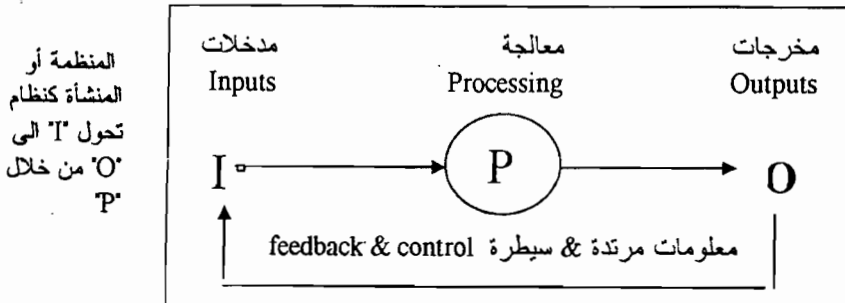 المنظمة أو
المنشأة كنظام
تحول "I" الى
"O" من خلال
"P"
مدخلات معالجة مخرجات
Inputs Processing Outputs
I P O
معلومات مرتدة & سيطرة feedback & control